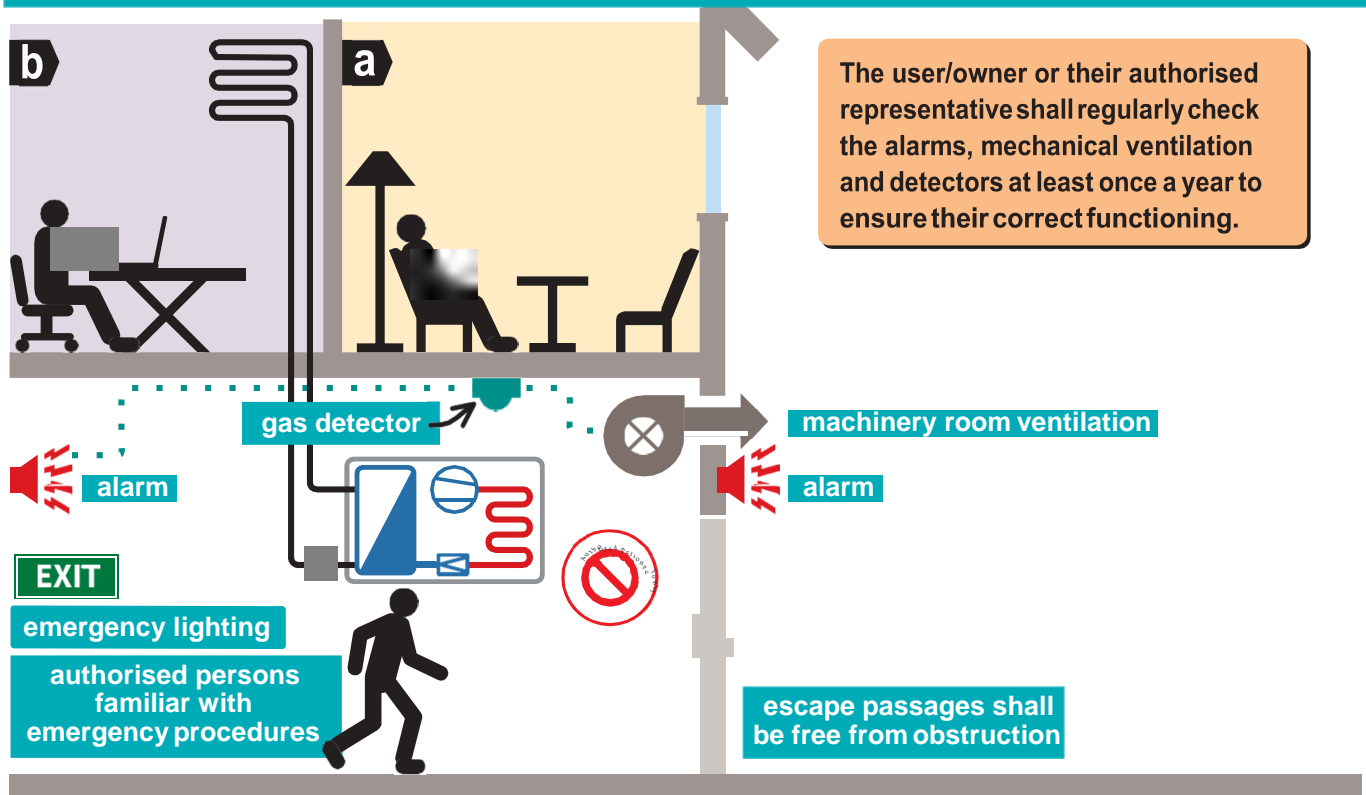 b
a
The user/owner or their authorised
representative shall regularly check
the alarms, mechanical ventilation
and detectors at least once a year to
ensure their correct functioning.
gas detector
machinery room ventilation
alarm
alarm
EXIT
emergency lighting
authorised persons
familiar with
emergency procedures
escape passages shall
be free from obstruction